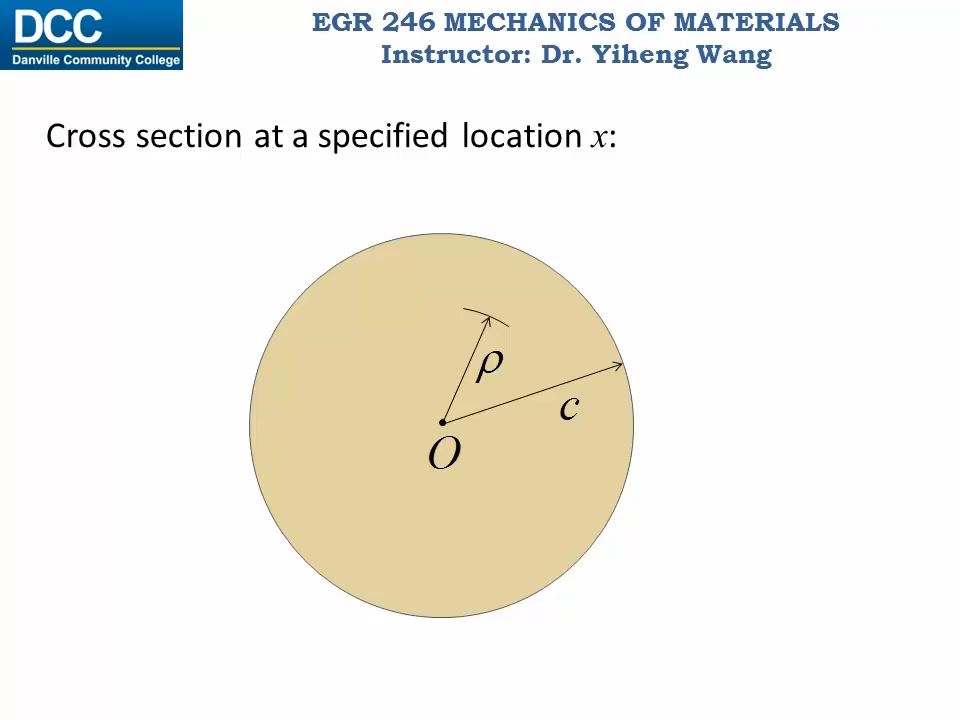 DCC
Danville Community College
EGR 246 MECHANICS OF MATERIALS
Instructor: Dr. Yiheng Wang
Cross section at a specified location x:
ρ
c
O